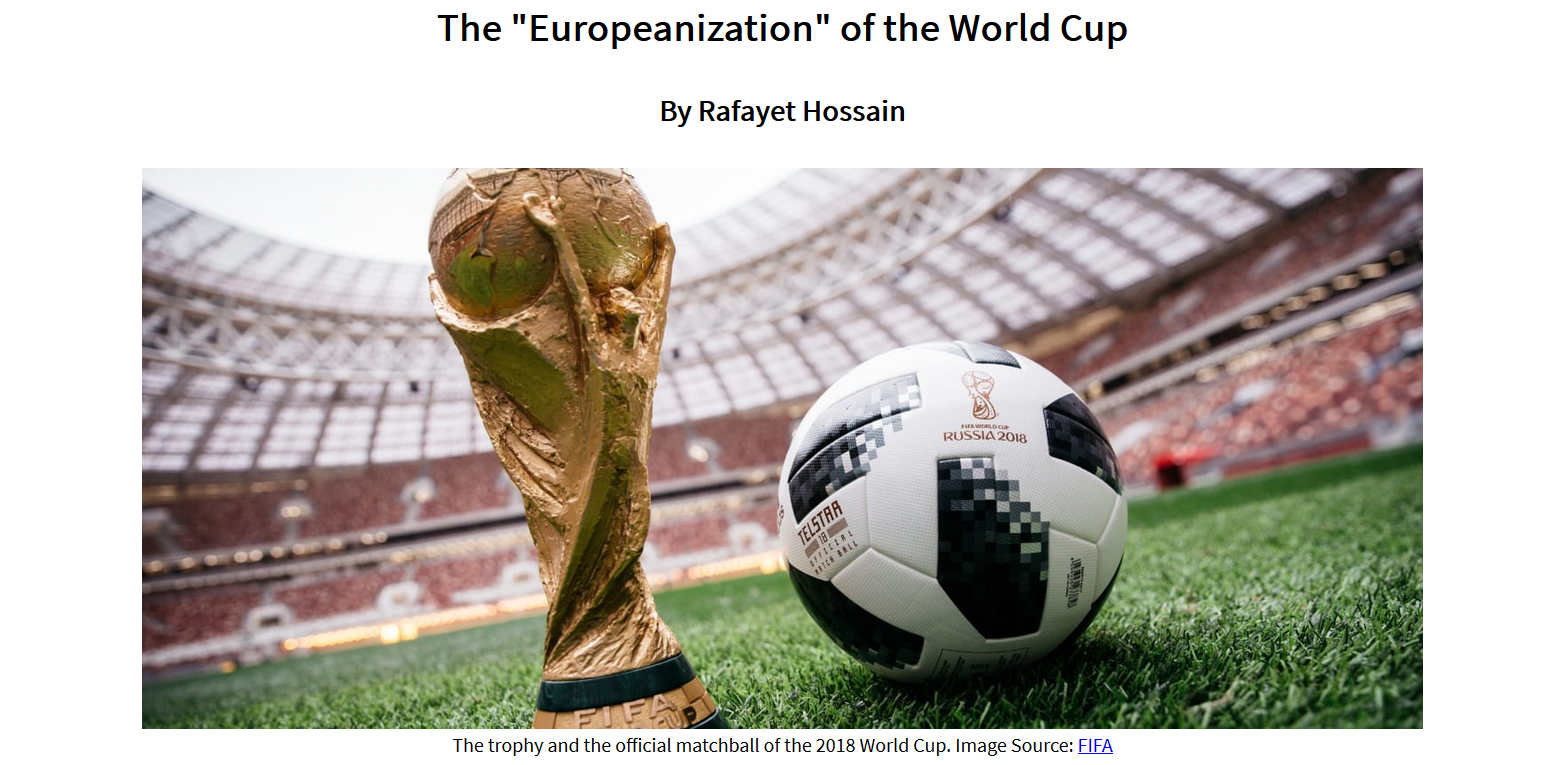 The "Europeanization" of the World Cup
By Rafayet Hossain
FIFA WORLD CUP
RUSSIA 2018
TELSTAR
18
OFFICIAL
MATCH BALL
FIFA
The trophy and the official matchball of the 2018 World Cup. Image Source: FIFA